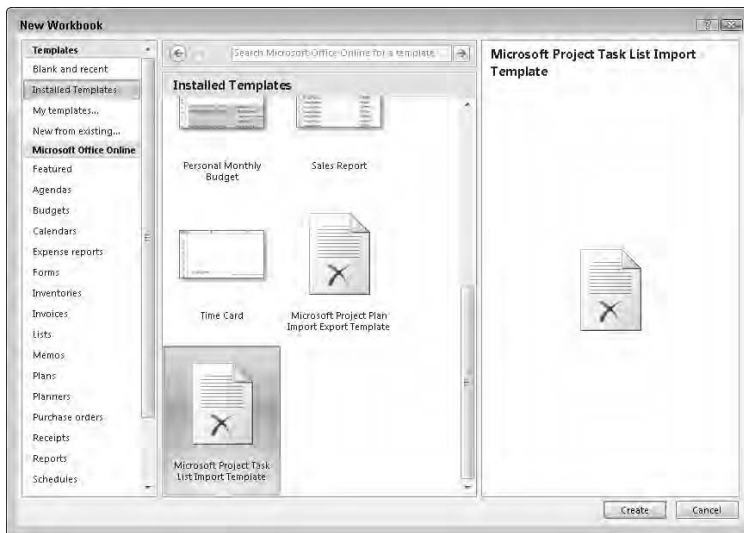 New Workbook
Templates
Blank and recent
Installed Templates
My templates...
New from existing...
Microsoft Office Online
Featured
Agendas
Budgets
Calendars
Expense reports
Forms
Inventories
Invoices
Lists
Memos
Plans
Planners
Purchase orders
Receipts
Reports
Schedules
Search Microsoft Office Online for a template
Installed Templates
Personal Monthly
Budget
Sales Report
Time Card
Microsoft Project Plan
Import Export Template
Microsoft Project Task
List Import Template
Microsoft Project Task List Import
Template
Create
Cancel